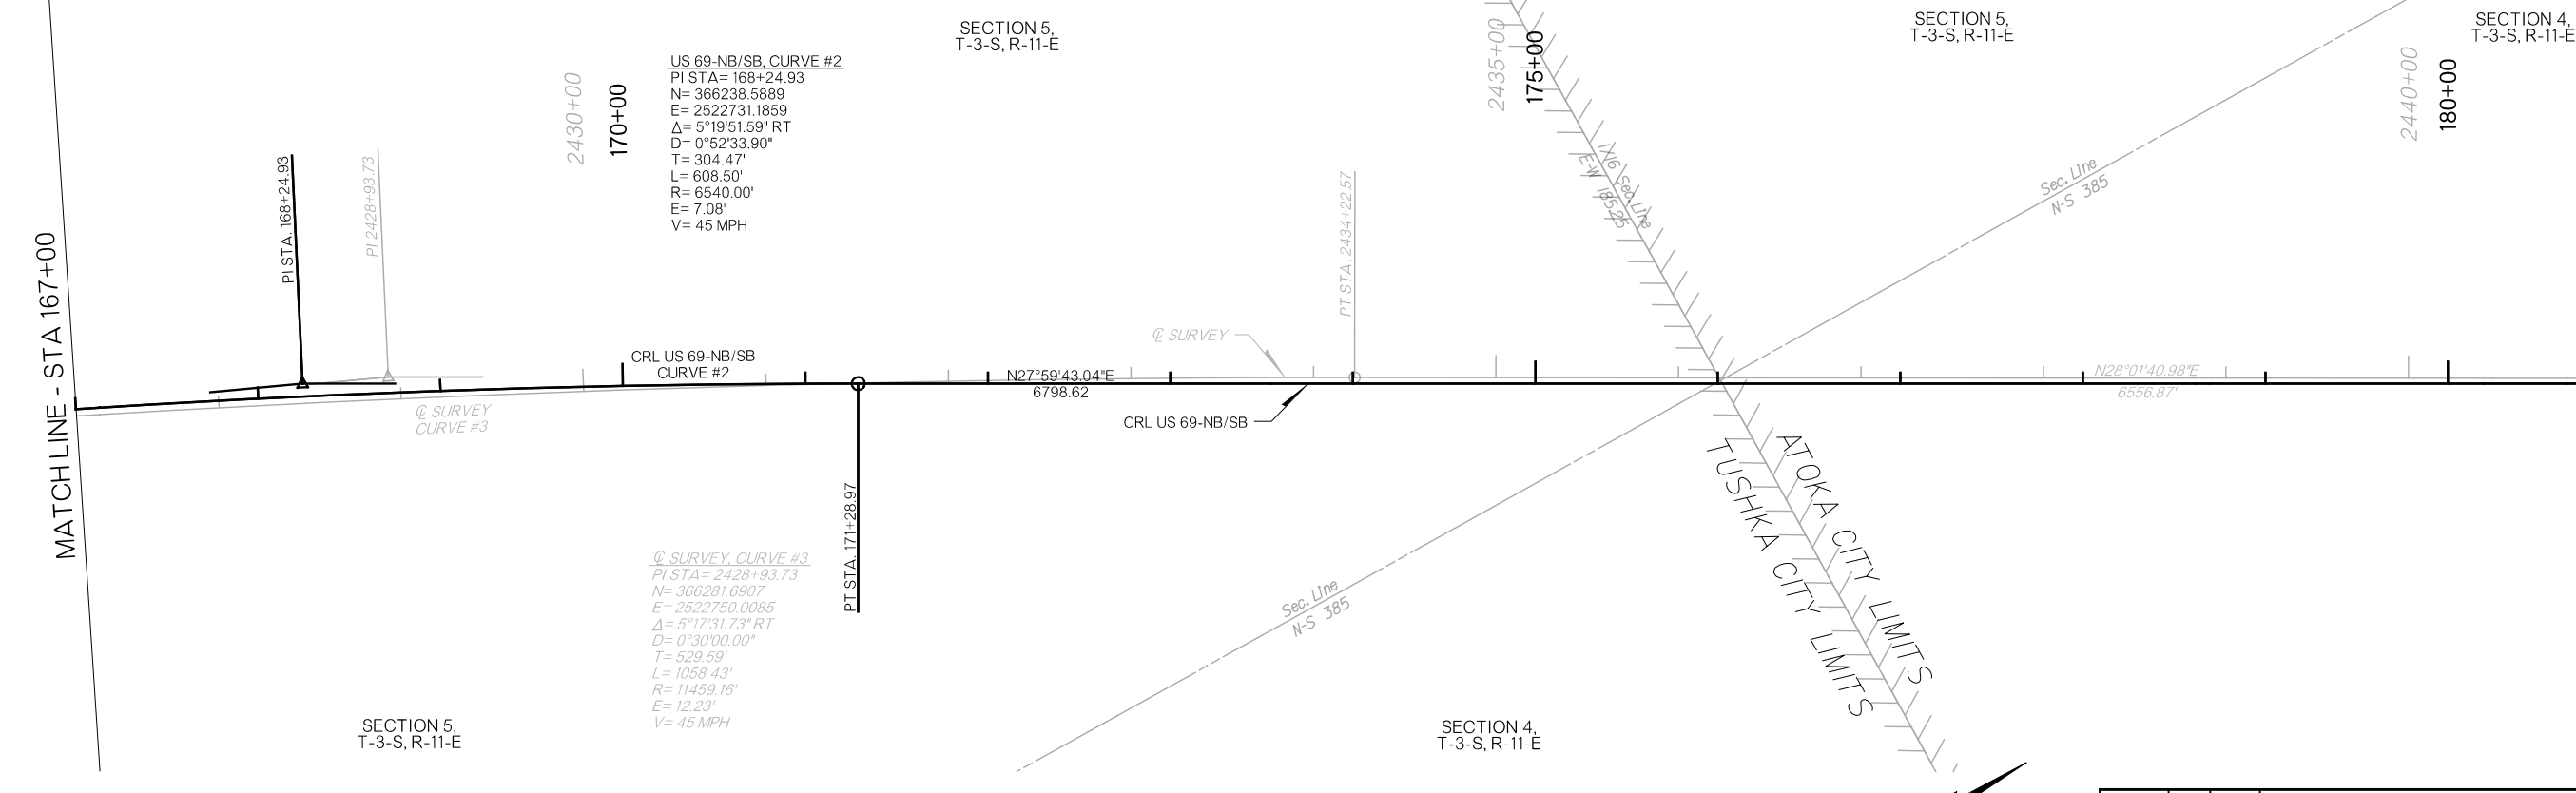 SECTION 5,
T-3-S, R-11-E
SECTION 5,
T-3-S, R-11-E
SECTION 4,
T-3-S, R-11-E
2430+00
170+00
US 69-NB/SB, CURVE #2
PI STA= 168+24.93
N= 366238.5889
E= 2522731.1859
Δ= 5°19'51.59" RT
D= 0°52'33.90"
T= 304.47'
L= 608.50'
R= 6540.00'
E= 7.08'
V= 45 MPH
2435+00
175+00
2440+00
180+00
MATCHLINE - STA 167+00
PI STA. 168+24.93
PI 2428+93.73
PT STA. 2434+22.57
1/16 Sec. Line
E-W 185.25
Sec. Line
N-S 385
℄ SURVEY
CRL US 69-NB/SB
CURVE #2
N27°59'43.04"E
6798.62
N28°01'40.98"E
6556.87'
℄ SURVEY
CURVE #3
CRL US 69-NB/SB
PT STA. 171+28.97
ATOKA CITY LIMITS
TUSHKA CITY LIMITS
℄ SURVEY, CURVE #3
PI STA= 2428+93.73
N= 366281.6907
E= 2522750.0085
Δ= 5°17'31.73" RT
D= 0°30'00.00"
T= 529.59'
L= 1058.43'
R= 11459.16'
E= 12.23'
V= 45 MPH
Sec. Line
N-S 385
SECTION 5,
T-3-S, R-11-E
SECTION 4,
T-3-S, R-11-E